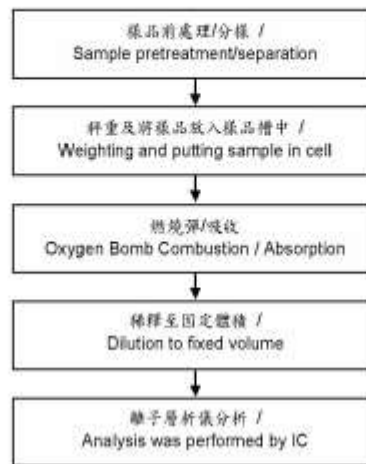 樣品前處理/分樣 /
Sample pretreatment/separation
秤重及將樣品放入樣品槽中 /
Weighting and putting sample in cell
燃燒彈/吸收
Oxygen Bomb Combustion / Absorption
稀釋至固定體積 /
Dilution to fixed volume
離子層析儀分析 /
Analysis was performed by IC